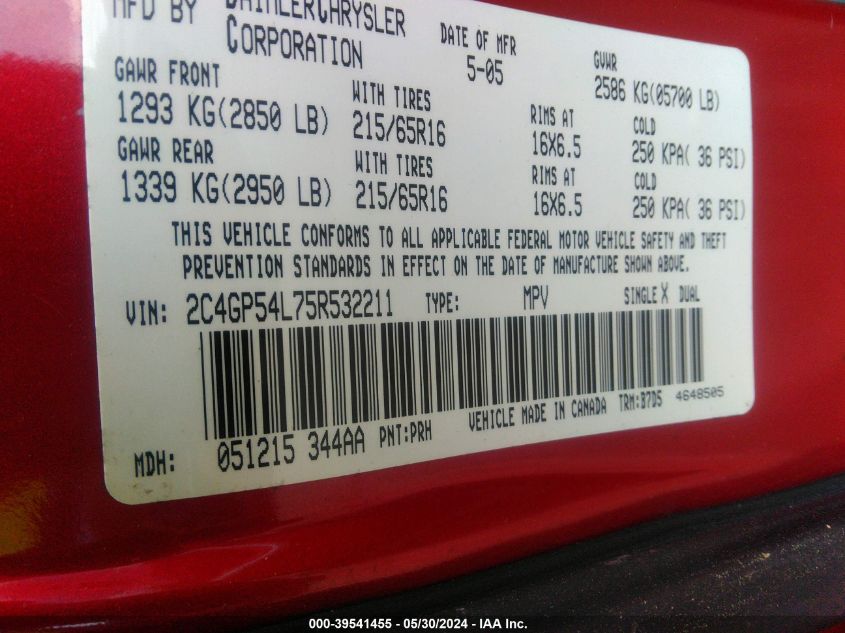 MFD BY DAIMLERCHRYSLER CORPORATION
DATE OF MFR 5-05
GVWR 2586 KG(05700 LB)
GAWR FRONT
1293 KG(2850 LB)
WITH TIRES
215/65R16
RIMS AT
16X6.5
COLD
250 KPA( 36 PSI)
GAWR REAR
1339 KG(2950 LB)
WITH TIRES
215/65R16
RIMS AT
16X6.5
COLD
250 KPA( 36 PSI)
THIS VEHICLE CONFORMS TO ALL APPLICABLE FEDERAL MOTOR VEHICLE SAFETY AND THEFT
PREVENTION STANDARDS IN EFFECT ON THE DATE OF MANUFACTURE SHOWN ABOVE.
VIN: 2C4GP54L75R532211 TYPE: MPV SINGLE X DUAL
MDH: 051215 344AA PNT:PRH VEHICLE MADE IN CANADA TRM:B7D5 4648505
000-39541455 - 05/30/2024 - IAA Inc.